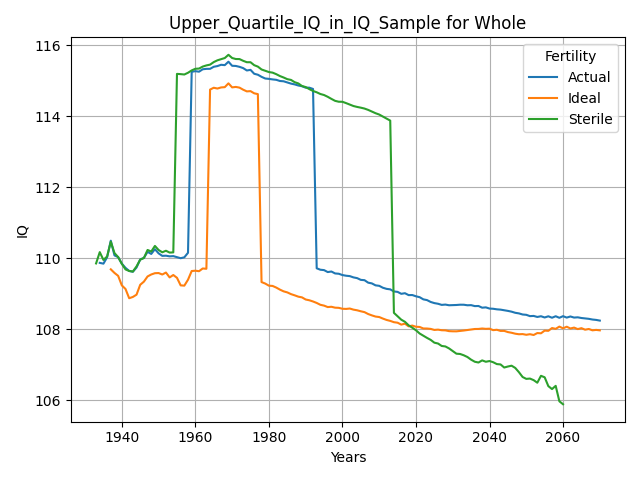 Upper_Quartile_IQ_in_IQ_Sample for Whole
Fertility
Actual
Ideal
Sterile
IQ
116
114
112
110
108
106
1940 1960 1980 2000 2020 2040 2060
Years